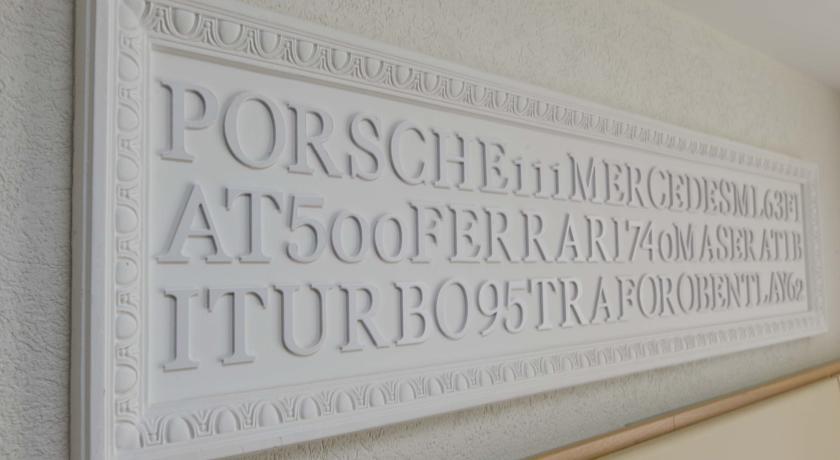 PORSCHE111MERCEDESML63FI
AT500FERRARI740MASERATIB
ITURBO95TRAFOROBENTLAY62